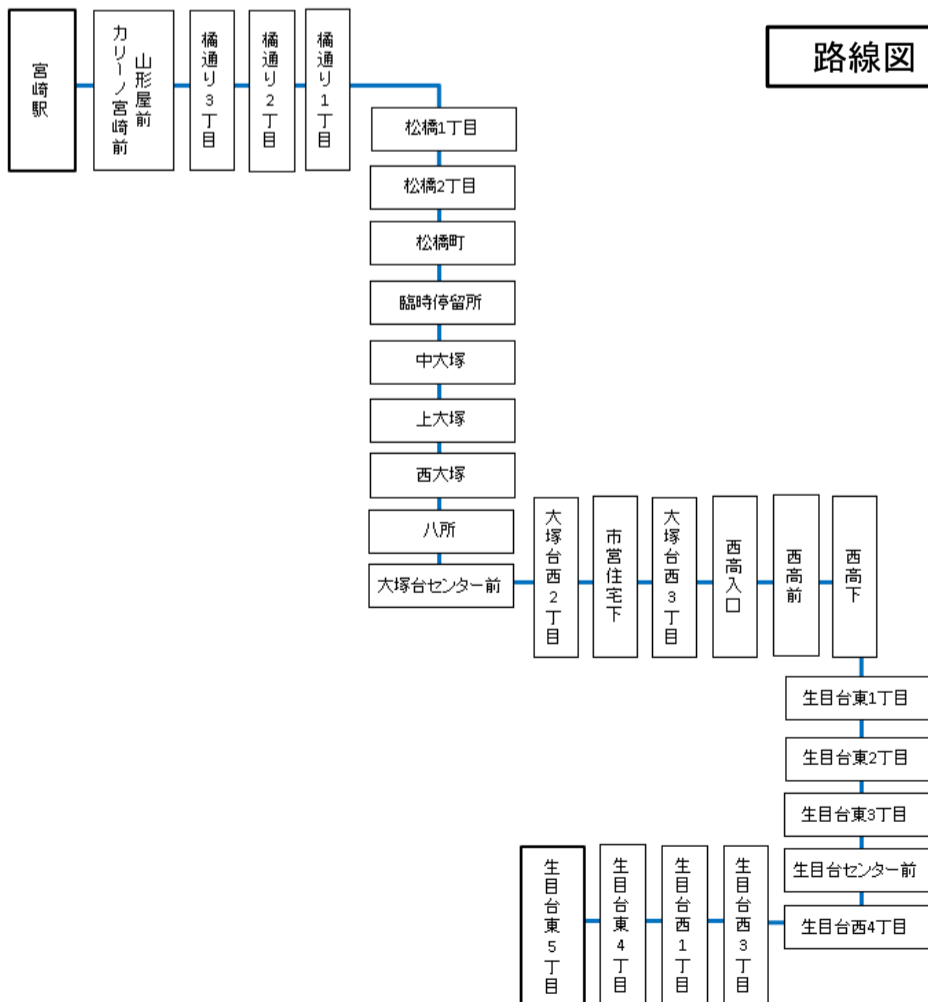 路線図
宮崎駅
山形屋前
カリーノ宮崎前
橘通り3丁目
橘通り2丁目
橘通り1丁目
松橋1丁目
松橋2丁目
松橋町
臨時停留所
中大塚
上大塚
西大塚
八所
大塚台センター前
大塚台西2丁目
市営住宅下
大塚台西3丁目
西高入口
西高前
西高下
生目台東1丁目
生目台東2丁目
生目台東3丁目
生目台センター前
生目台西4丁目
生目台西3丁目
生目台西1丁目
生目台東4丁目
生目台東5丁目